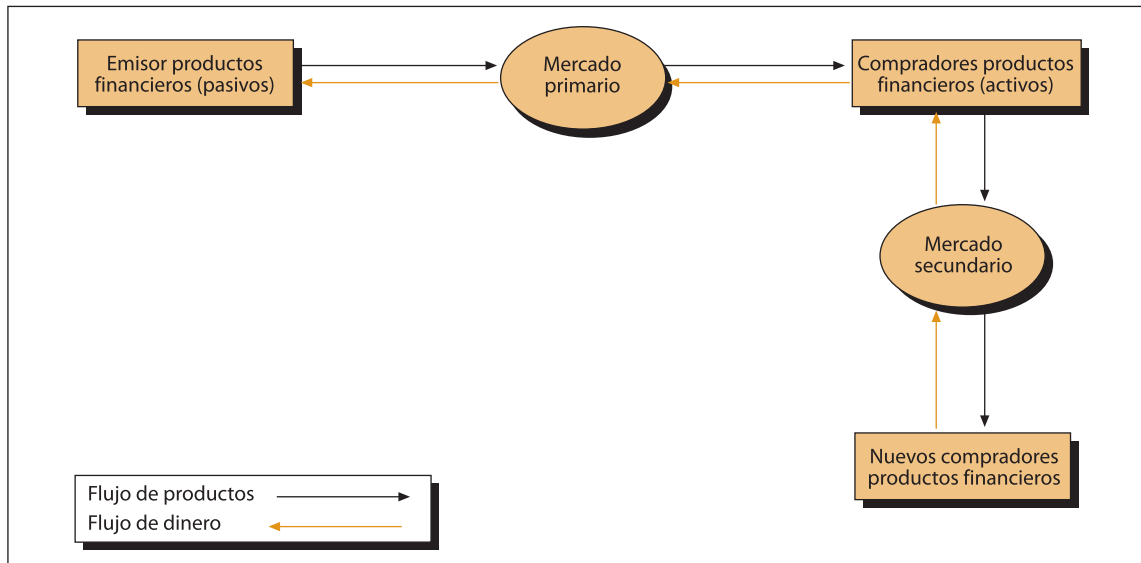 Emisor productos
financieros (pasivos)
Mercado
primario
Compradores productos
financieros (activos)
Mercado
secundario
Nuevos compradores
productos financieros
Flujo de productos
Flujo de dinero